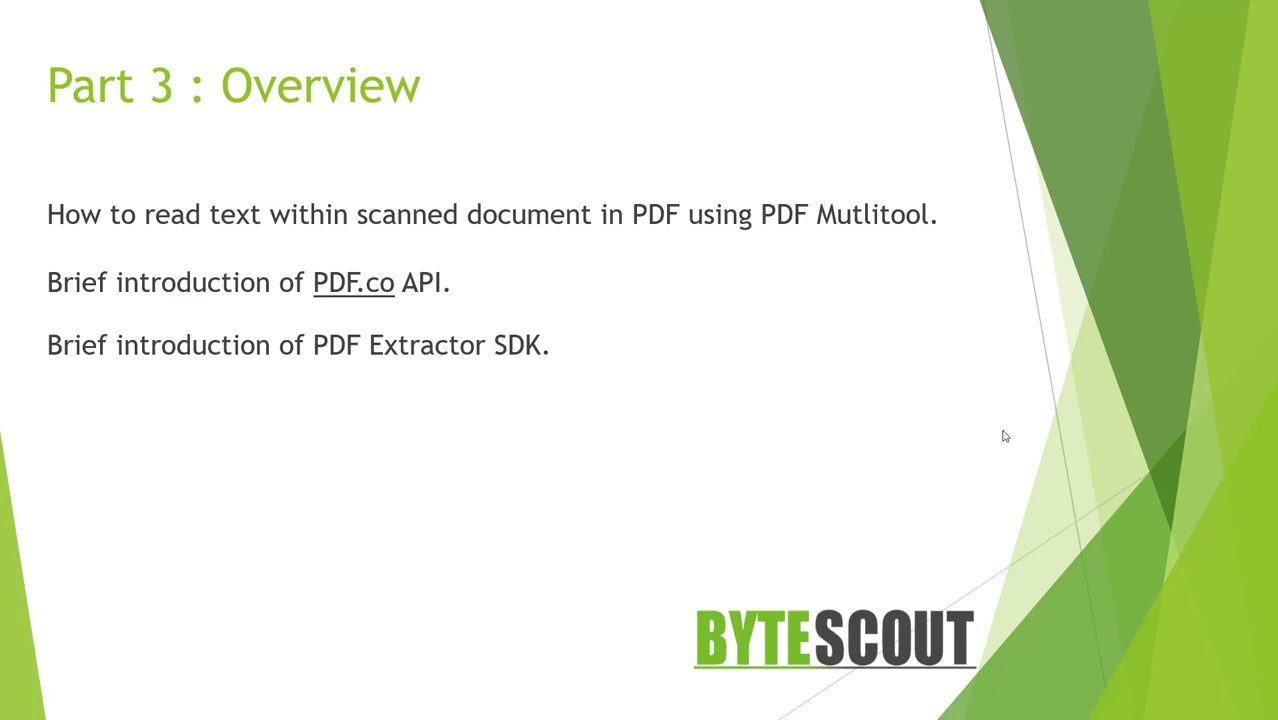 Part 3 : Overview
How to read text within scanned document in PDF using PDF Mutlitool.
Brief introduction of PDF.co API.
Brief introduction of PDF Extractor SDK.
BYTESCOUT